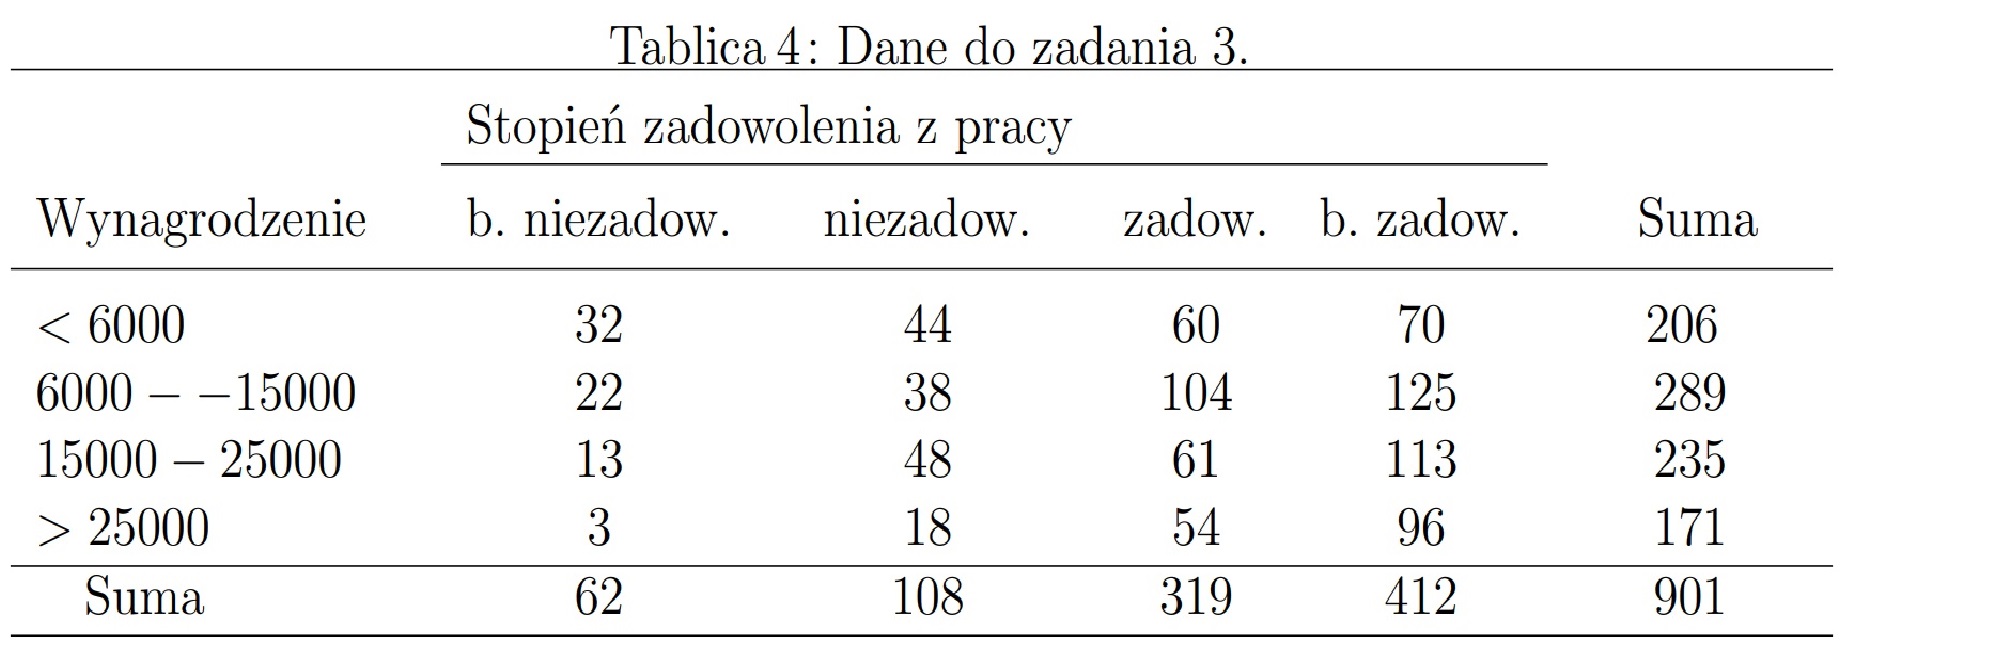 Tablica 4: Dane do zadania 3.
Stopień zadowolenia z pracy
Wynagrodzenie b. niezadow. niezadow. zadow. b. zadow. Suma
< 6000 32 44 60 70 206
6000 − −15000 22 38 104 125 289
15000 − 25000 13 48 61 113 235
> 25000 3 18 54 96 171
Suma 62 108 319 412 901